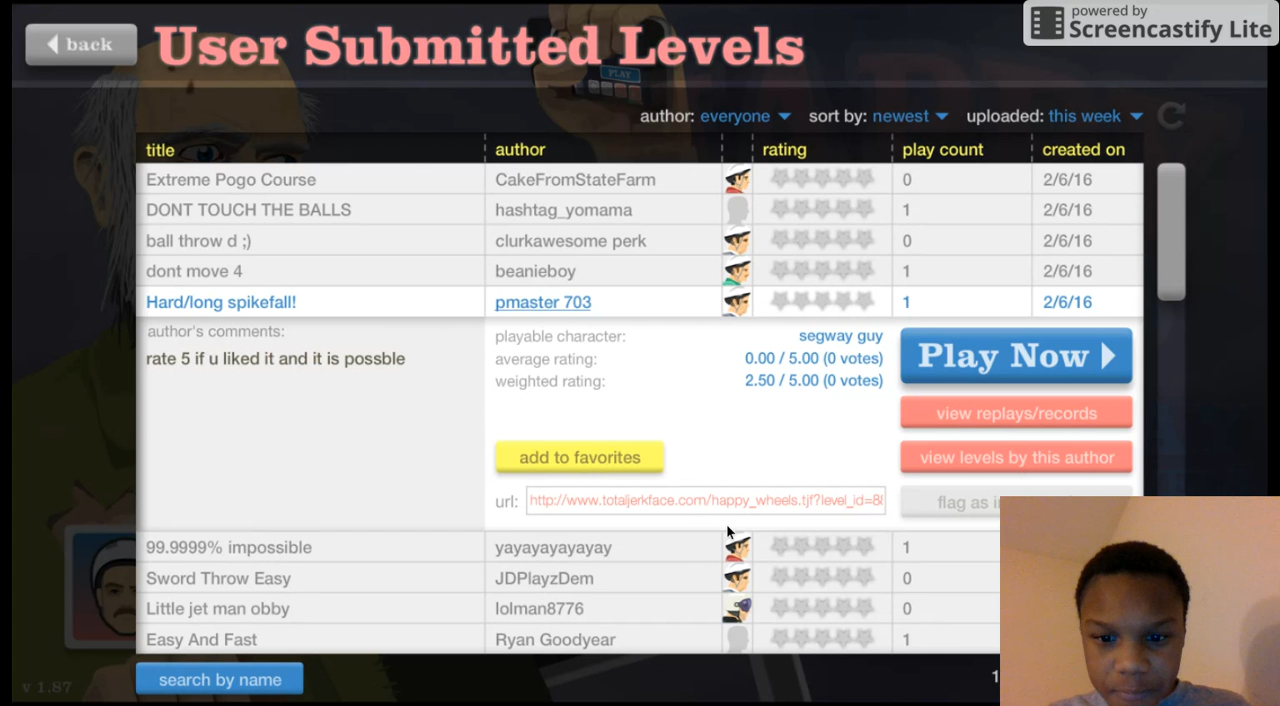 back
User Submitted Levels
powered by
Screencastify Lite
PLAY
author: everyone sort by: newest uploaded: this week
title author rating play count created on
Extreme Pogo Course CakeFromStateFarm 0 2/6/16
DONT TOUCH THE BALLS hashtag_yomama 1 2/6/16
ball throw d ;) clurkawesome perk 0 2/6/16
dont move 4 beanieboy 1 2/6/16
Hard/long spikefall! pmaster 703 1 2/6/16
author's comments:
rate 5 if u liked it and it is possble
playable character: segway guy
average rating: 0.00 / 5.00 (0 votes)
weighted rating: 2.50 / 5.00 (0 votes)
Play Now
view replays/records
add to favorites
view levels by this author
url: http://www.totaljerkface.com/happy_wheels.tjf?level_id=8
flag as
99.9999% impossible yayayayayayay 1
Sword Throw Easy JDPlayzDem 0
Little jet man obby lolman8776 0
Easy And Fast Ryan Goodyear 1
search by name
1
v 1.87